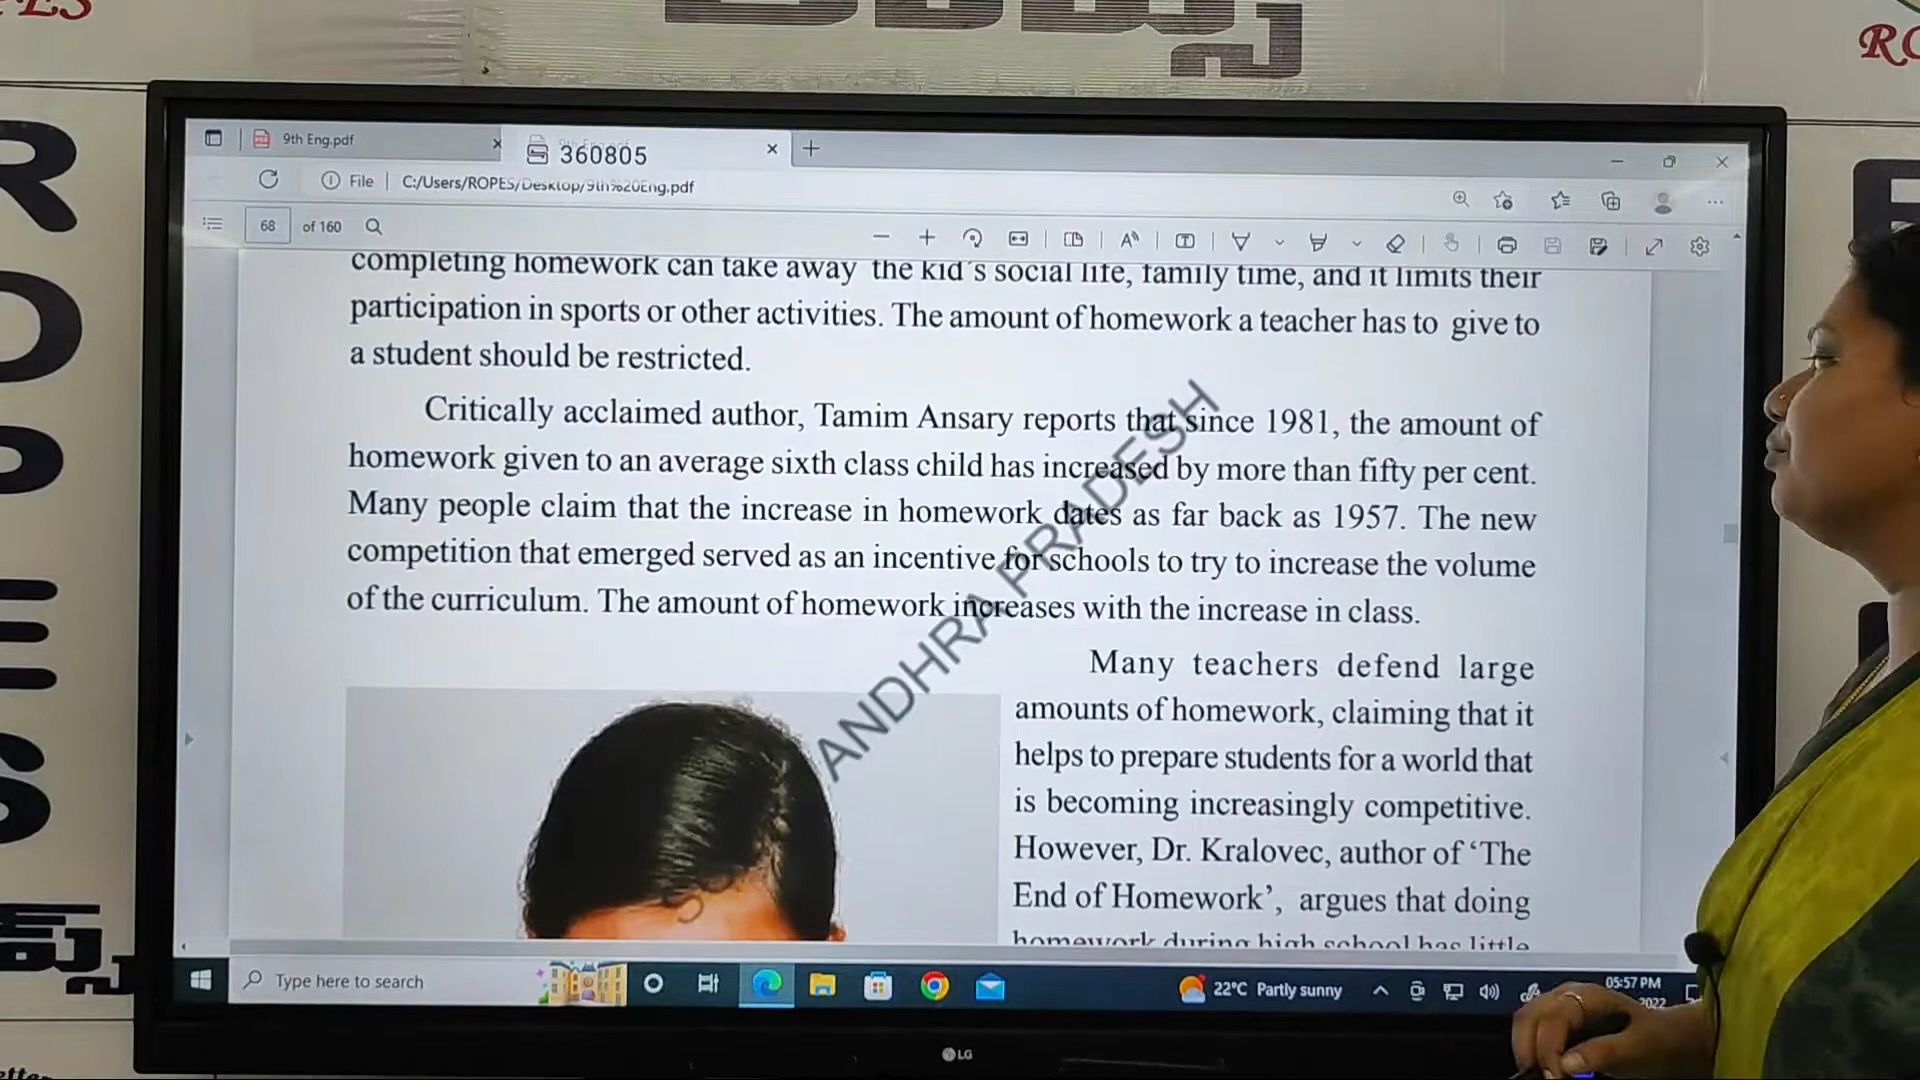 9th Eng.pdf
360805
File
C:/Users/ROPES/Desktop/9th%20Eng.pdf
68 of 160
completing homework can take away the kid's social life, family time, and it limits their
participation in sports or other activities. The amount of homework a teacher has to give to
a student should be restricted.
Critically acclaimed author, Tamim Ansary reports that since 1981, the amount of
homework given to an average sixth class child has increased by more than fifty per cent.
Many people claim that the increase in homework dates as far back as 1957. The new
competition that emerged served as an incentive for schools to try to increase the volume
of the curriculum. The amount of homework increases with the increase in class.
Many teachers defend large
amounts of homework, claiming that it
helps to prepare students for a world that
is becoming increasingly competitive.
However, Dr. Kralovec, author of ‘The
End of Homework’, argues that doing
homework during high school has little
ANDHRA PRADESH
Type here to search
22°C Partly sunny
05:57 PM
2022
LG
R
O
P
E
S